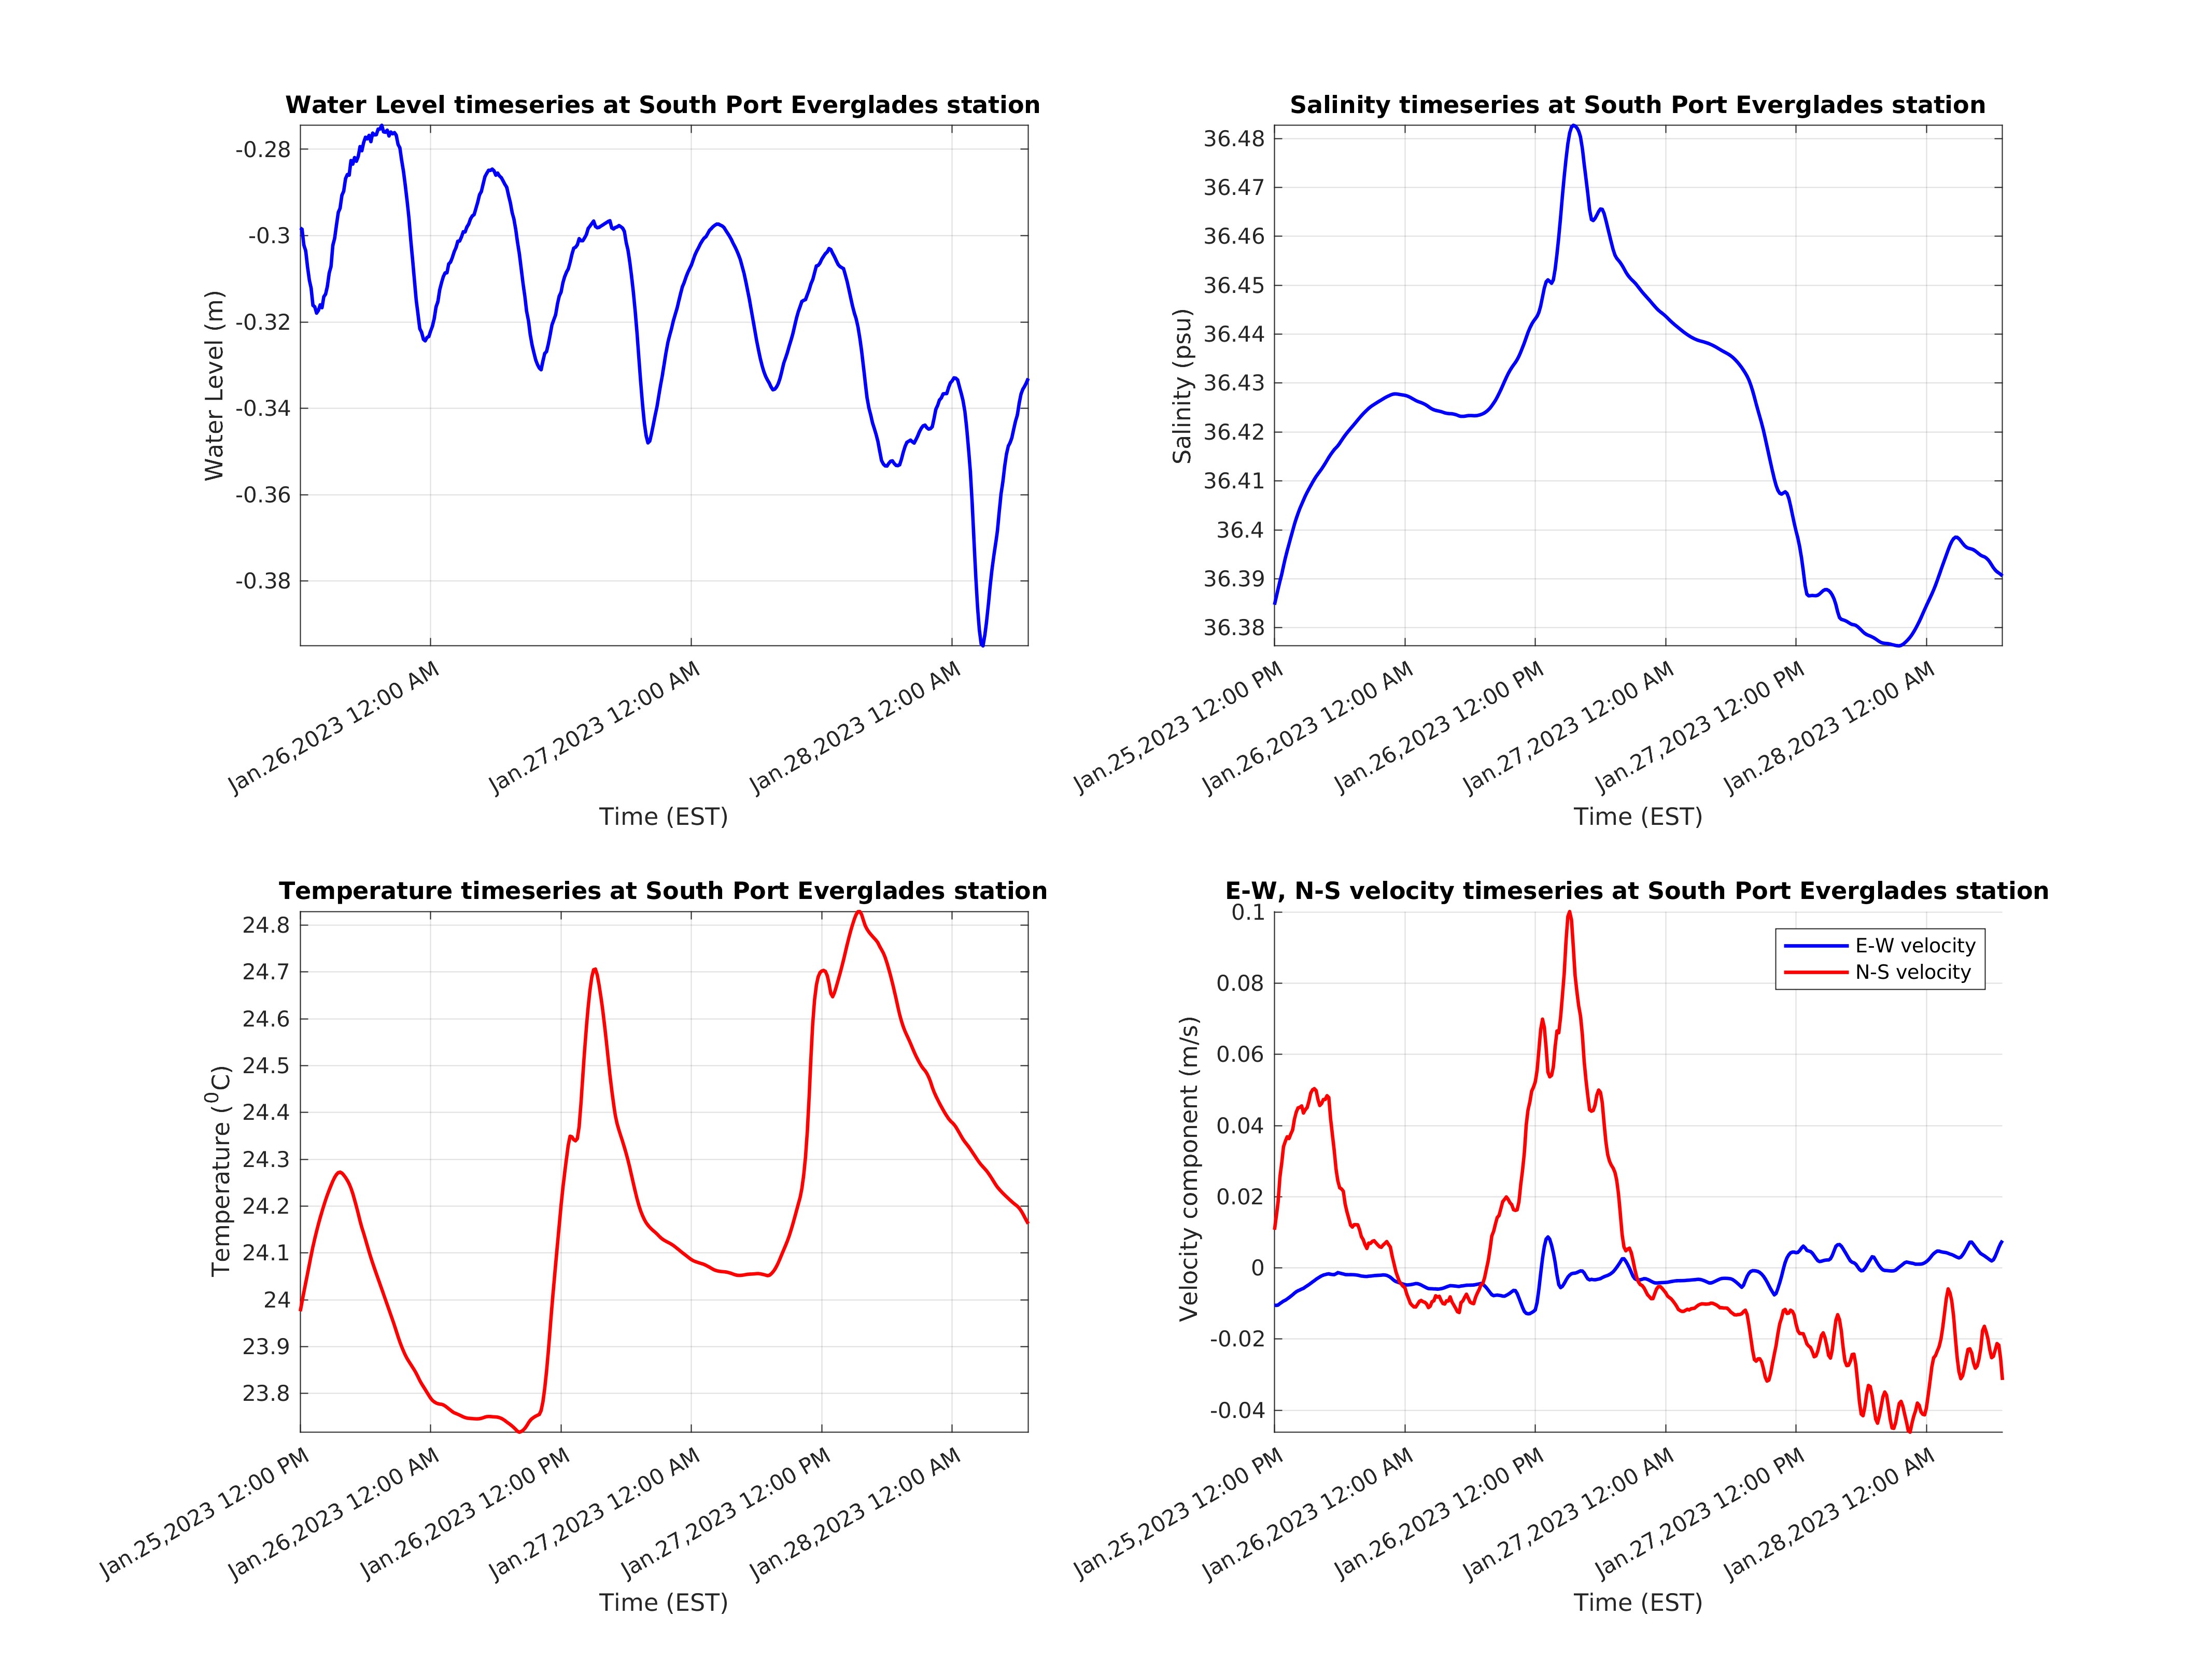 Water Level timeseries at South Port Everglades station
-0.28
-0.3
-0.32
-0.34
-0.36
-0.38
Water Level (m)
Jan.26,2023 12:00 AM
Jan.27,2023 12:00 AM
Jan.28,2023 12:00 AM
Time (EST)
Salinity timeseries at South Port Everglades station
36.48
36.47
36.46
36.45
36.44
36.43
36.42
36.41
36.4
36.39
36.38
Salinity (psu)
Jan.25,2023 12:00 PM
Jan.26,2023 12:00 AM
Jan.26,2023 12:00 PM
Jan.27,2023 12:00 AM
Jan.27,2023 12:00 PM
Jan.28,2023 12:00 AM
Time (EST)
Temperature timeseries at South Port Everglades station
24.8
24.7
24.6
24.5
24.4
24.3
24.2
24.1
24
23.9
23.8
Temperature (⁰C)
Jan.25,2023 12:00 PM
Jan.26,2023 12:00 AM
Jan.26,2023 12:00 PM
Jan.27,2023 12:00 AM
Jan.27,2023 12:00 PM
Jan.28,2023 12:00 AM
Time (EST)
E-W, N-S velocity timeseries at South Port Everglades station
0.1
0.08
0.06
0.04
0.02
0
-0.02
-0.04
Velocity component (m/s)
E-W velocity
N-S velocity
Jan.25,2023 12:00 PM
Jan.26,2023 12:00 AM
Jan.26,2023 12:00 PM
Jan.27,2023 12:00 AM
Jan.27,2023 12:00 PM
Jan.28,2023 12:00 AM
Time (EST)